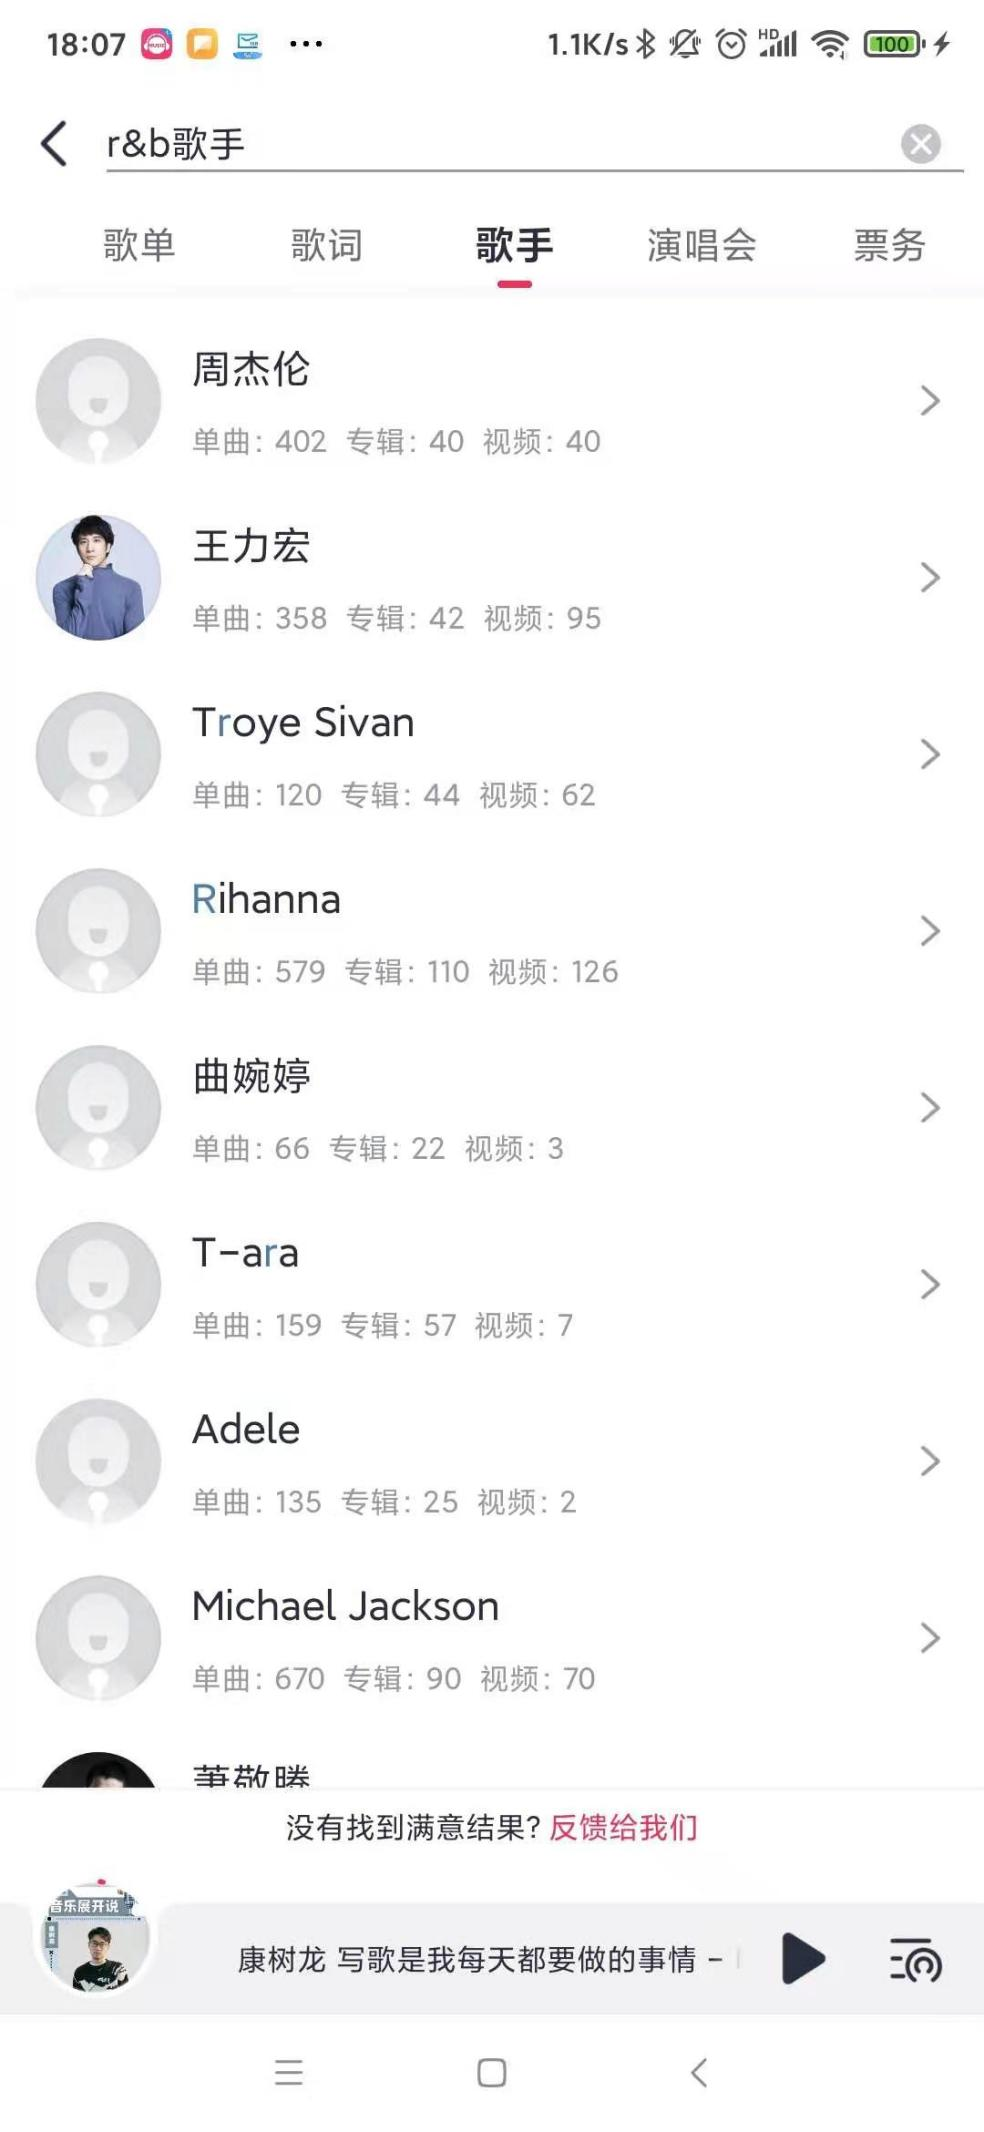 18:07 1.1K/s HD 100
r&b歌手
歌单 歌词 歌手 演唱会 票务
周杰伦
单曲: 402 专辑: 40 视频: 40
王力宏
单曲: 358 专辑: 42 视频: 95
Troye Sivan
单曲: 120 专辑: 44 视频: 62
Rihanna
单曲: 579 专辑: 110 视频: 126
曲婉婷
单曲: 66 专辑: 22 视频: 3
T-ara
单曲: 159 专辑: 57 视频: 7
Adele
单曲: 135 专辑: 25 视频: 2
Michael Jackson
单曲: 670 专辑: 90 视频: 70
萧敬腾
没有找到满意结果? 反馈给我们
音乐展开说
康树龙 写歌是我每天都要做的事情 -